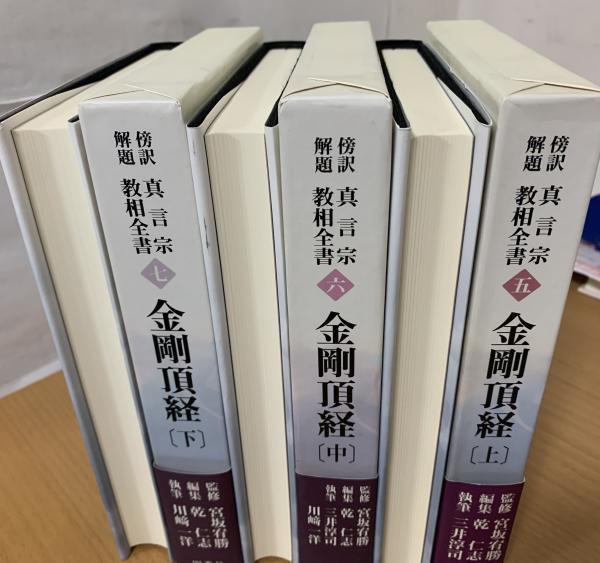 傍訳
解題
真言宗
教相全書
五
金剛頂経〔上〕
監修 宮坂宥勝
編集 乾 仁志
執筆 三井淳司
傍訳
解題
真言宗
教相全書
六
金剛頂経〔中〕
監修 宮坂宥勝
編集 乾 仁志
執筆 三井淳司
川﨑一洋
傍訳
解題
真言宗
教相全書
七
金剛頂経〔下〕
監修 宮坂宥勝
編集 乾 仁志
執筆 川﨑一洋